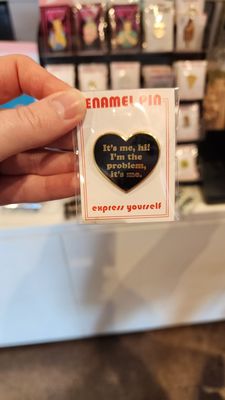 ENAMEL PIN
It's me, hi!
I'm the
problem,
it's me.
express yourself